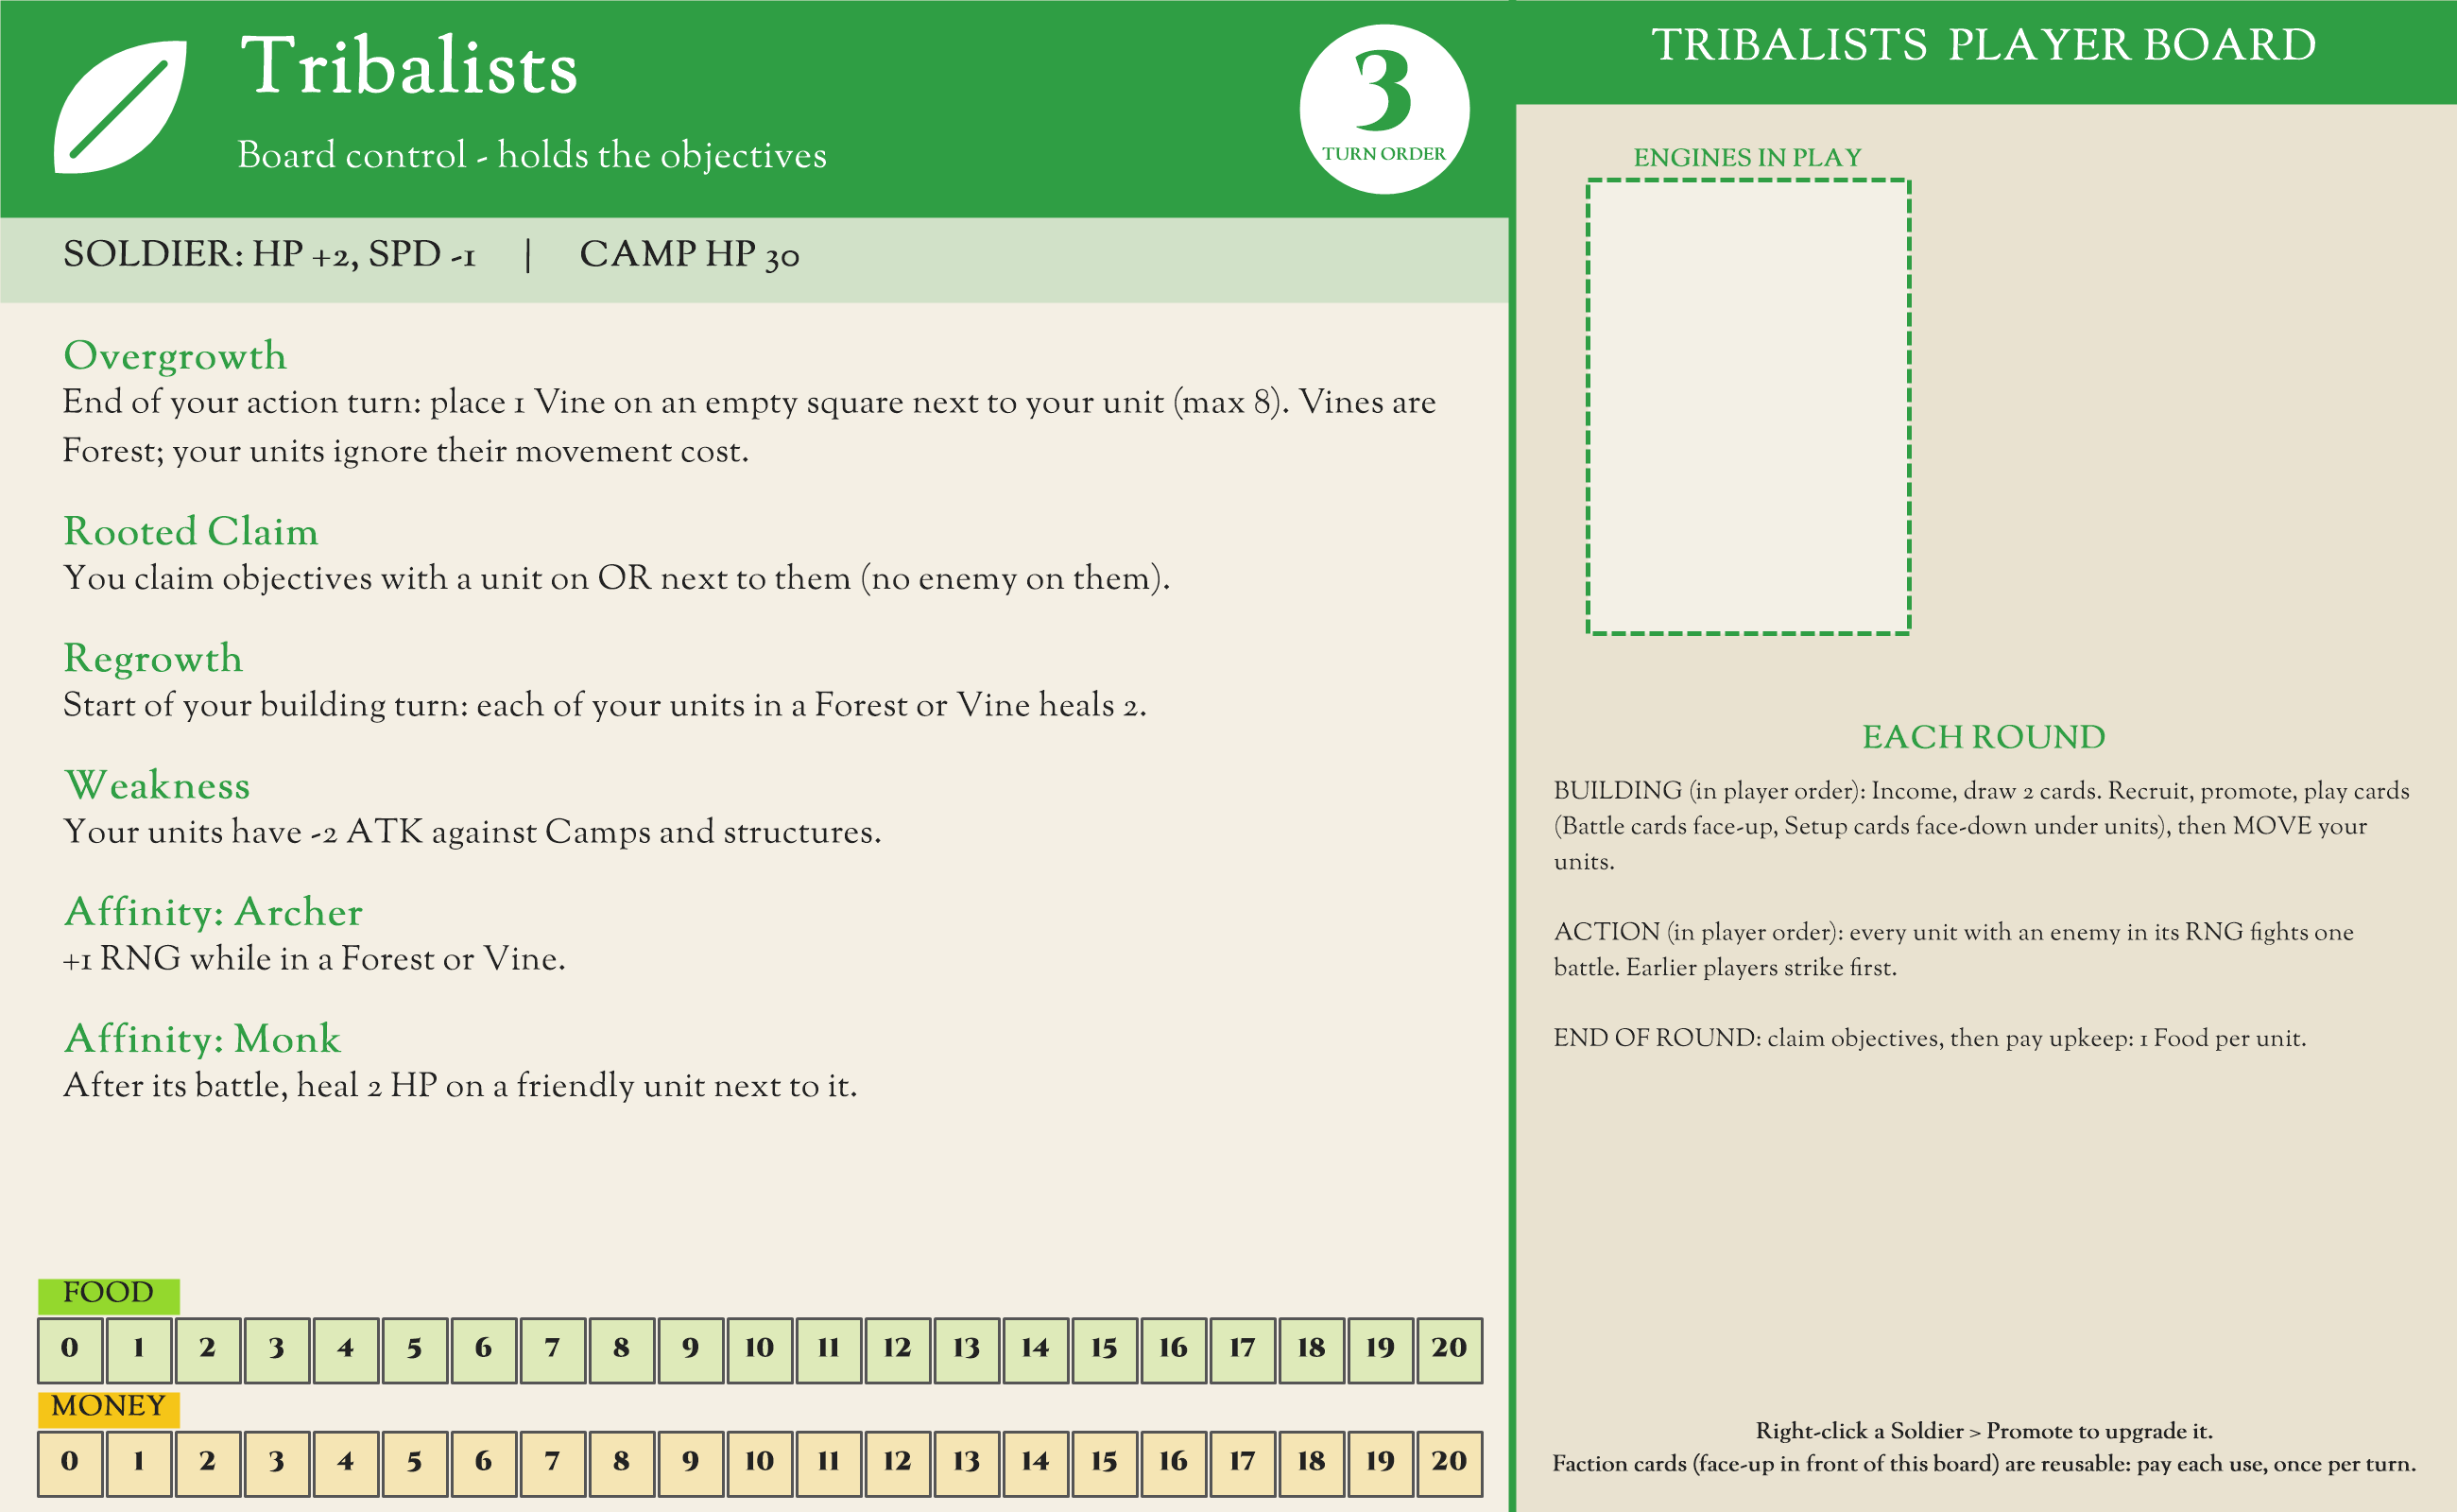 Tribalists
Board control - holds the objectives
3
TURN ORDER
SOLDIER: HP +2, SPD -1 | CAMP HP 30
Overgrowth
End of your action turn: place 1 Vine on an empty square next to your unit (max 8). Vines are
Forest; your units ignore their movement cost.
Rooted Claim
You claim objectives with a unit on OR next to them (no enemy on them).
Regrowth
Start of your building turn: each of your units in a Forest or Vine heals 2.
Weakness
Your units have -2 ATK against Camps and structures.
Affinity: Archer
+1 RNG while in a Forest or Vine.
Affinity: Monk
After its battle, heal 2 HP on a friendly unit next to it.
FOOD
0 1 2 3 4 5 6 7 8 9 10 11 12 13 14 15 16 17 18 19 20
MONEY
0 1 2 3 4 5 6 7 8 9 10 11 12 13 14 15 16 17 18 19 20
TRIBALISTS PLAYER BOARD
ENGINES IN PLAY
EACH ROUND
BUILDING (in player order): Income, draw 2 cards. Recruit, promote, play cards
(Battle cards face-up, Setup cards face-down under units), then MOVE your
units.
ACTION (in player order): every unit with an enemy in its RNG fights one
battle. Earlier players strike first.
END OF ROUND: claim objectives, then pay upkeep: 1 Food per unit.
Right-click a Soldier > Promote to upgrade it.
Faction cards (face-up in front of this board) are reusable: pay each use, once per turn.